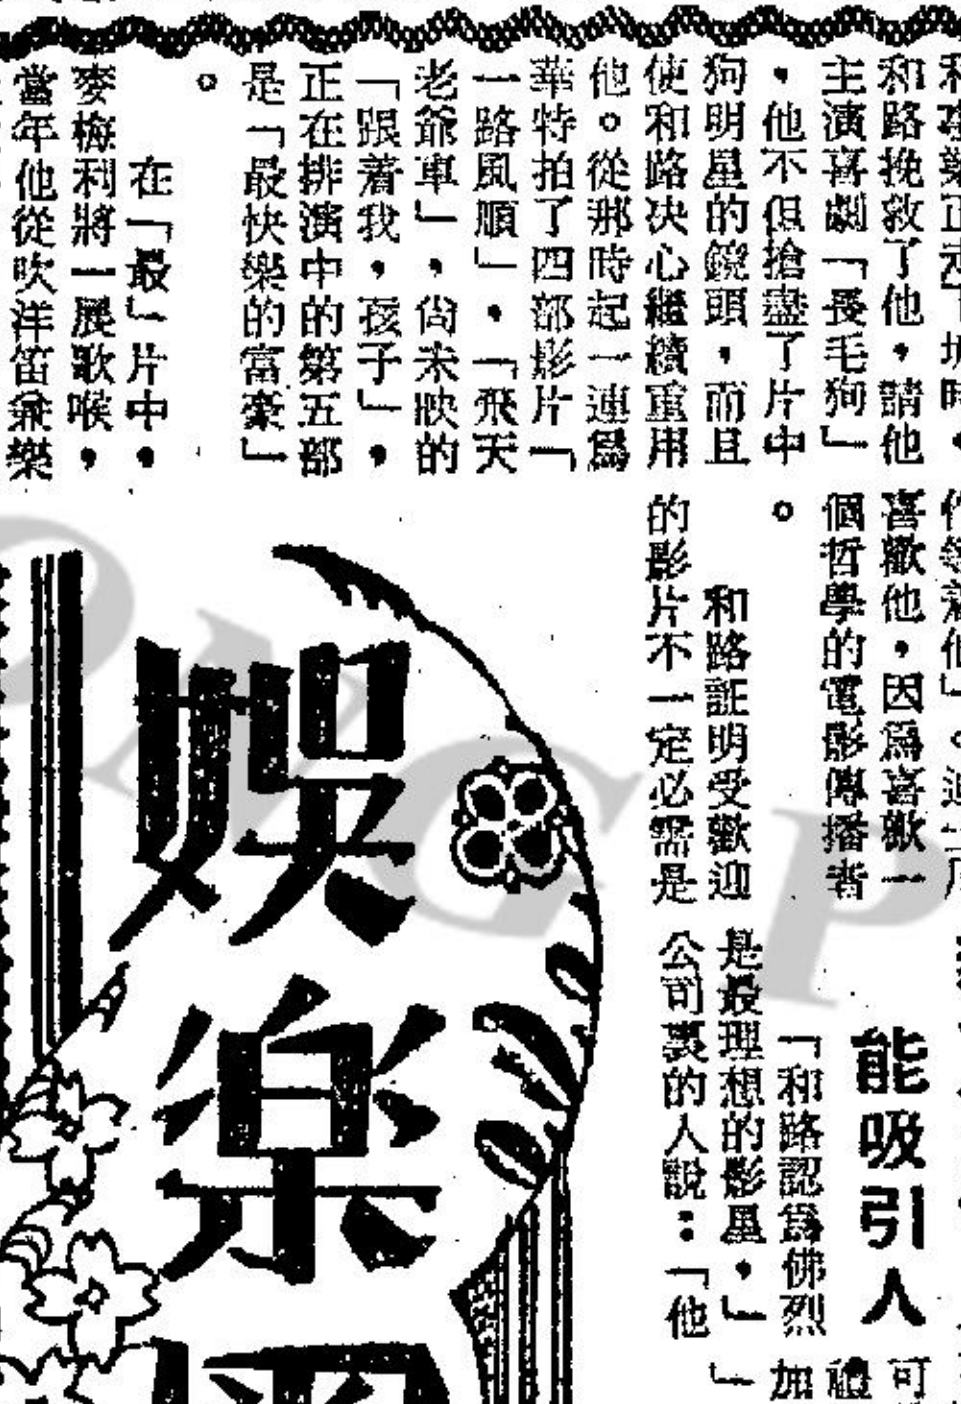 和路挽救了他，請他
主演喜劇「長毛狗」
，他不但搶盡了片中
狗明星的鏡頭，而且
使和路决心繼續重用
他。從那時起一連爲
華特拍了四部影片「
一路風順」，「飛天
老爺車」，尙未映的
「跟着我，孩子」，
正在排演中的第五部
是「最快樂的富豪」
。
在「最」片中，
麥梅利將一展歌喉，
當年他從吹洋笛兼樂
喜歡他，因爲喜歡一
個哲學的電影傳播者
。
和路証明受歡迎
的影片不一定必需是
能吸引人
「和路認爲佛烈
是最理想的影星，」
公司裏的人說：「他
可
禮
加
」
娛樂